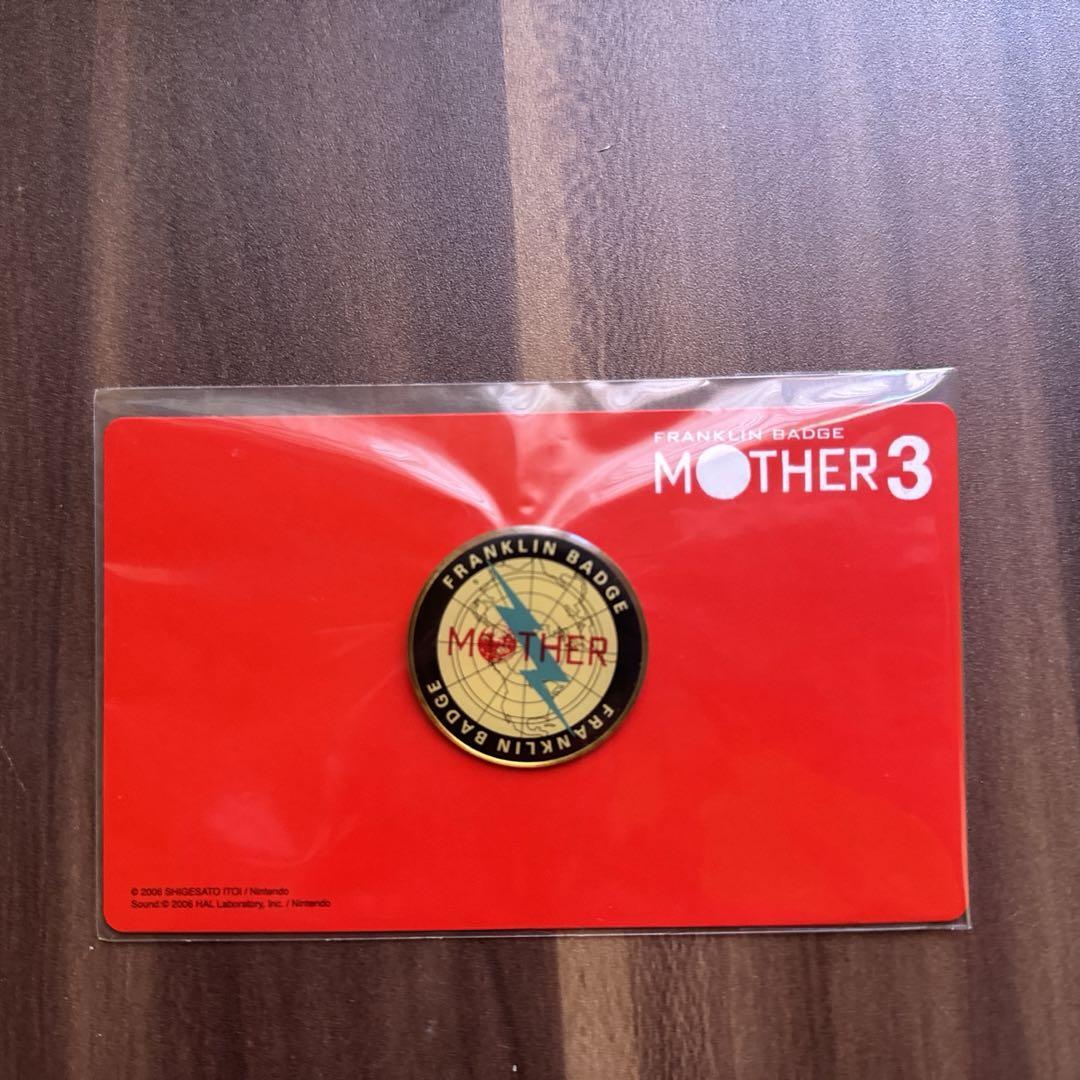 FRANKLIN BADGE
MOTHER 3
FRANKLIN BADGE
MOTHER
FRANKLIN BADGE
© 2006 SHIGESATO ITOI / Nintendo
Sound:© 2006 HAL Laboratory, Inc. / Nintendo